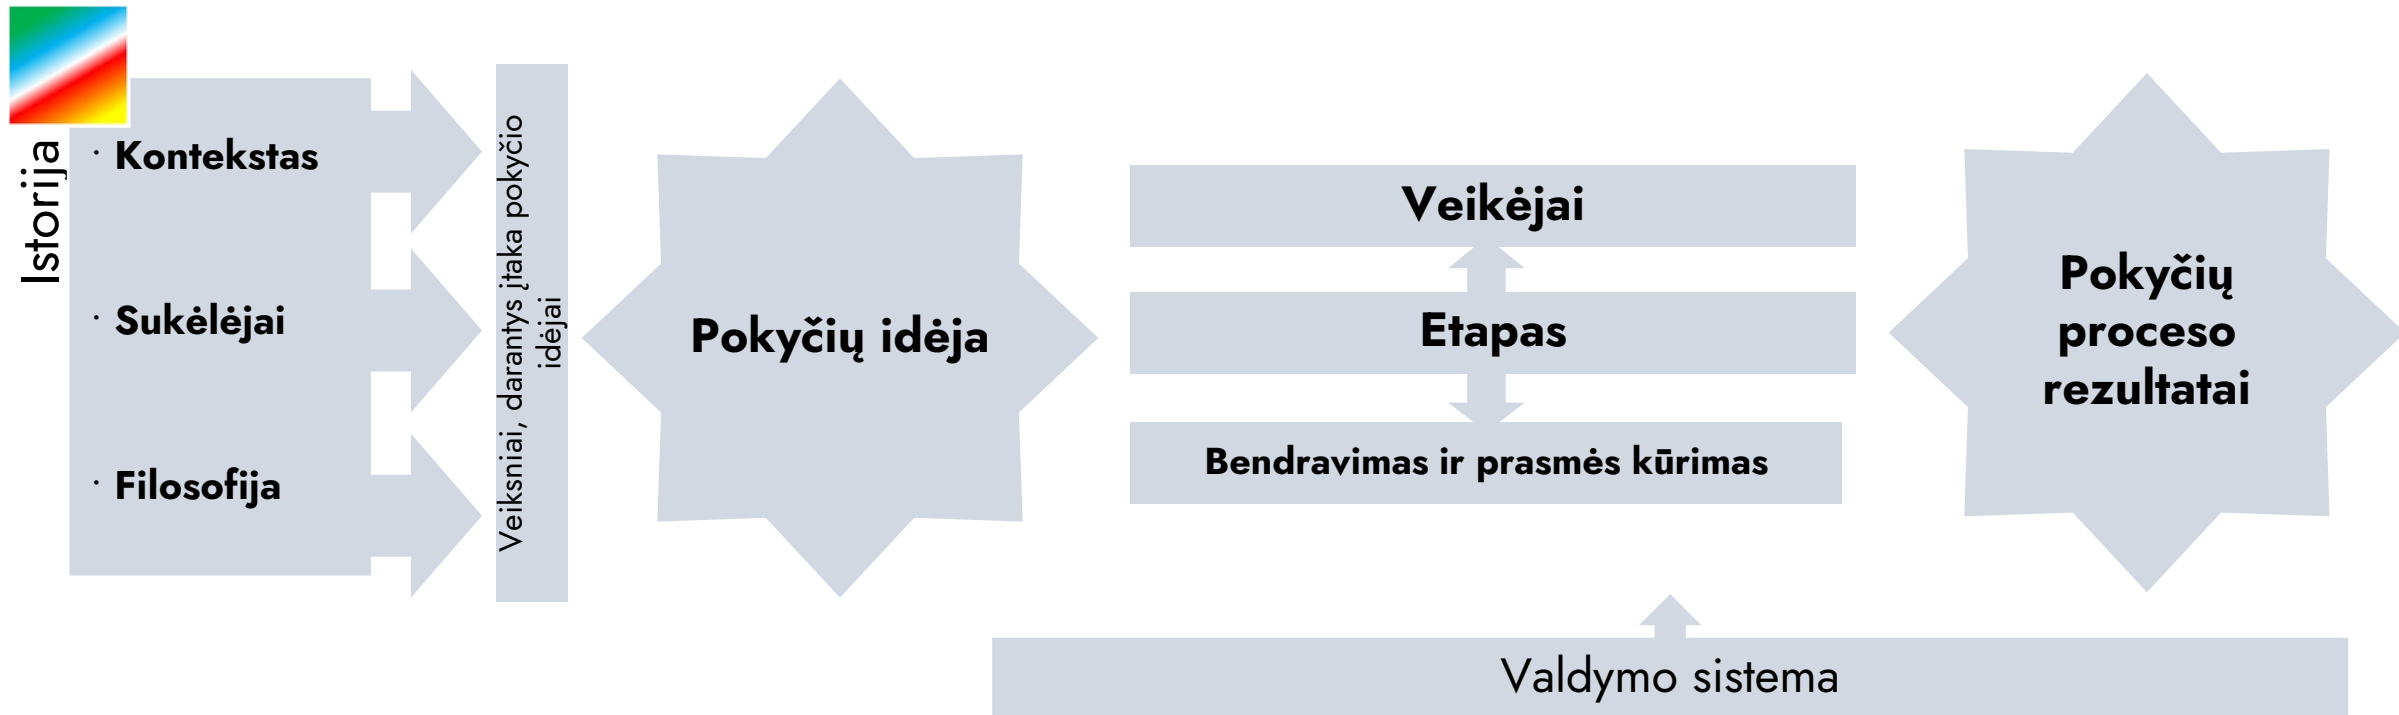 Istorija
· Kontekstas
· Sukėlėjai
· Filosofija
Veiksniai, darantys įtaka pokyčio
idėjai
Pokyčių idėja
Veikėjai
Etapas
Bendravimas ir prasmės kūrimas
Pokyčių
proceso
rezultatai
Valdymo sistema